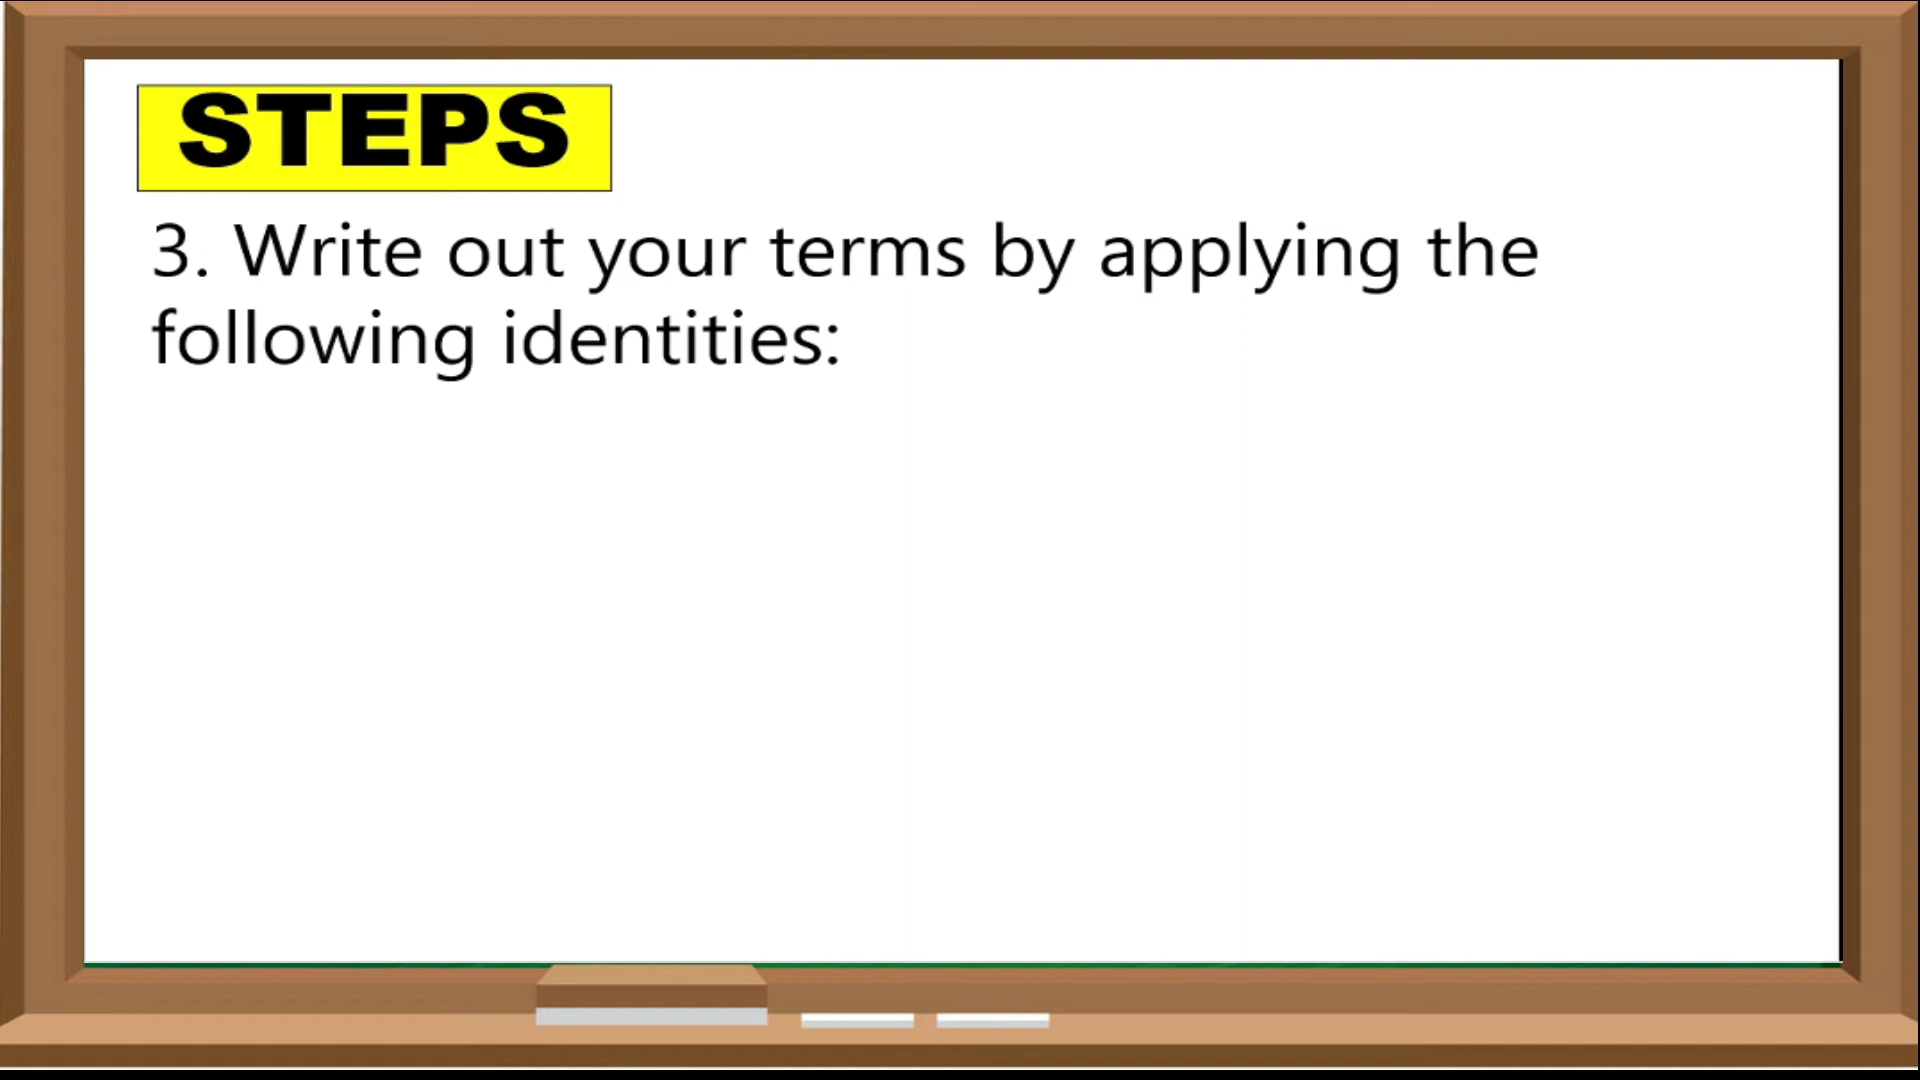 STEPS
3. Write out your terms by applying the
following identities: